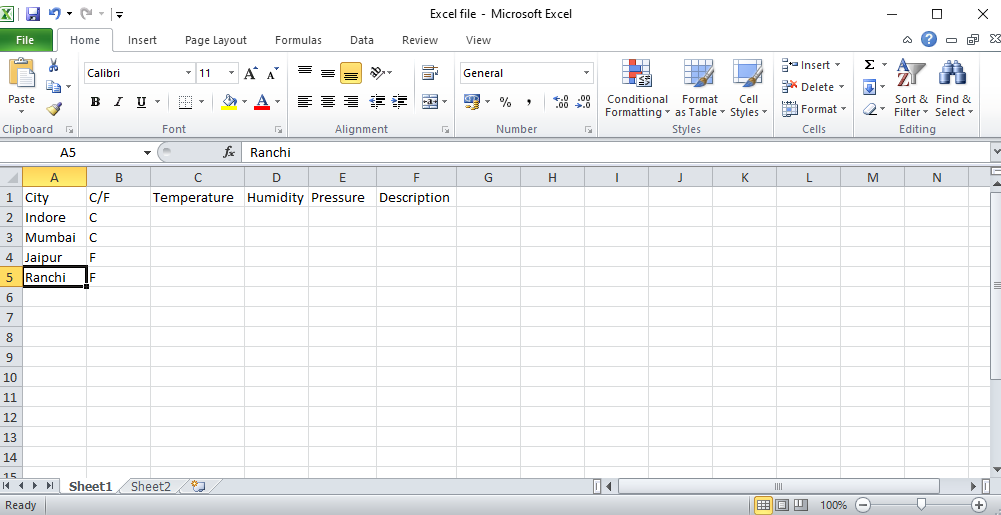 Excel file - Microsoft Excel
File Home Insert Page Layout Formulas Data Review View
Calibri 11 General
Paste
B I U
% ,
Conditional Formatting
Format as Table
Cell Styles
Insert
Delete
Format
Σ
Sort & Filter
Find & Select
Clipboard Font Alignment Number Styles Cells Editing
A5 fx Ranchi
A B C D E F G H I J K L M N
1 City C/F Temperature Humidity Pressure Description
2 Indore C
3 Mumbai C
4 Jaipur F
5 Ranchi F
6
7
8
9
10
11
12
13
14
15
Sheet1 Sheet2
Ready 100%